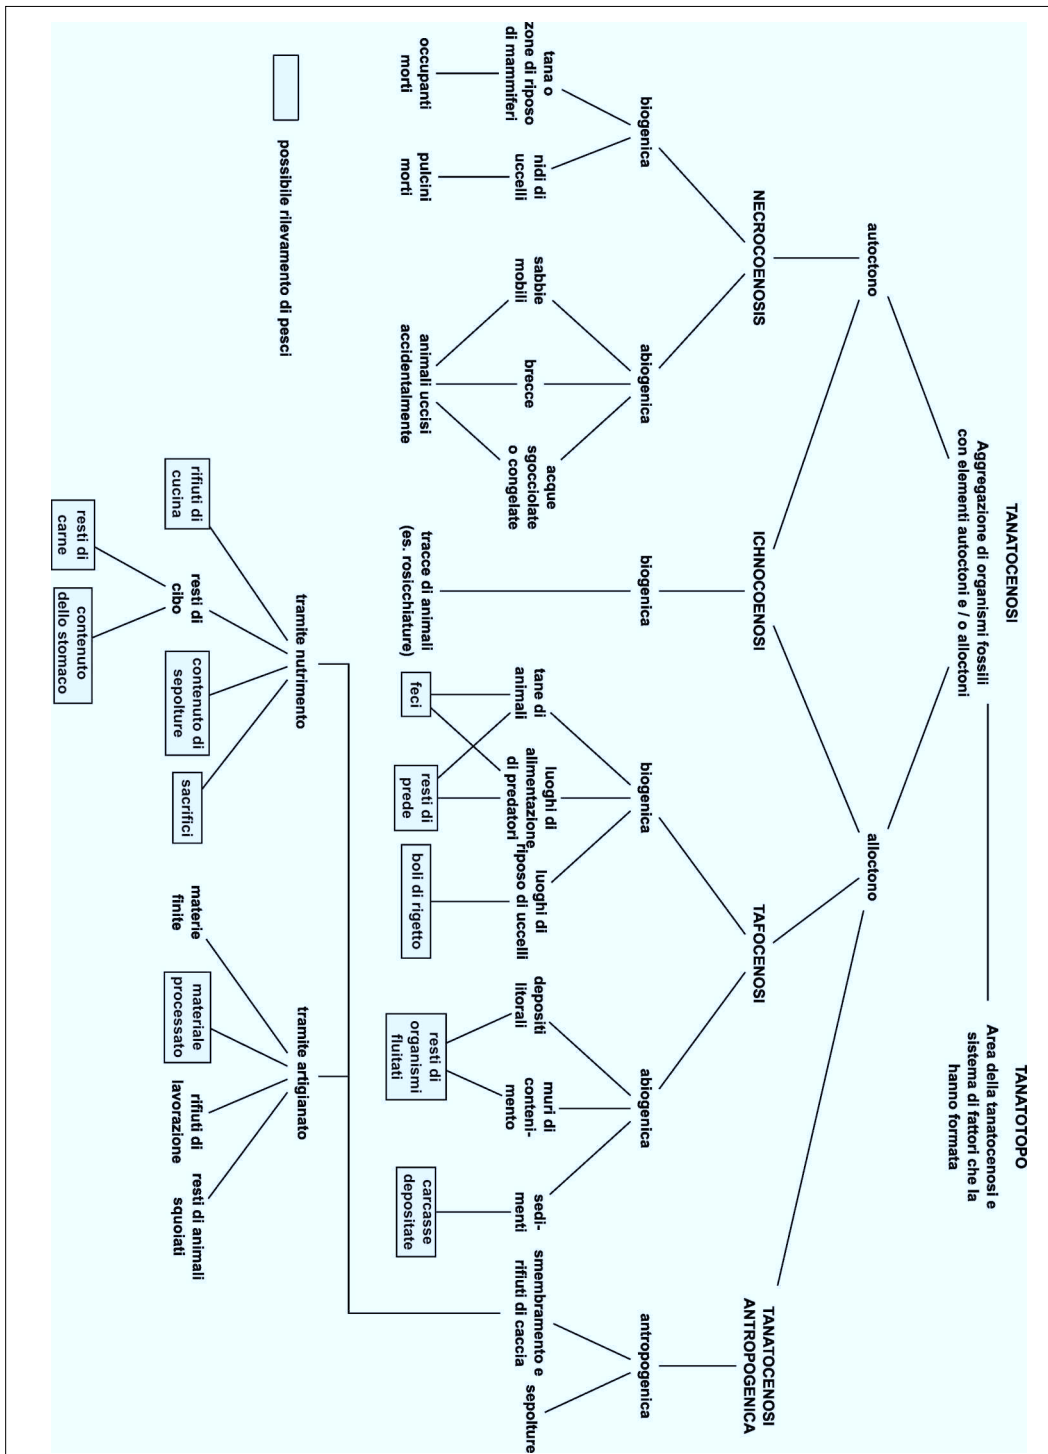 TANATOCENOSI
Aggregazione di organismi fossili
con elementi autoctoni e / o alloctoni
TANATOTOPO
Area della tanatocenosi e
sistema di fattori che la
hanno formata
autoctono
alloctono
NECROCOENOSIS
ICHNOCOENOSI
TAFOCENOSI
TANATOCENOSI
ANTROPOGENICA
biogenica
abiogenica
biogenica
biogenica
abiogenica
antropogenica
tana o
zone di riposo
di mammiferi
nidi di
uccelli
sabbie
mobili
brecce
acque
sgocciolate
o congelate
tane di
animali
luoghi di
alimentazione
di predatori
luoghi di
riposo di uccelli
depositi
litorali
muri di
conteni-
mento
sedi-
menti
smembramento e
rifiuti di caccia
sepolture
occupanti
morti
pulcini
morti
animali uccisi
accidentalmente
tracce di animali
(es. rosicchiature)
feci
resti di
prede
boli di rigetto
resti di
organismi
fluitati
carcasse
depositate
possibile rilevamento di pesci
tramite nutrimento
tramite artigianato
rifiuti di
cucina
resti di
cibo
contenuto di
sepolture
sacrifici
materie
finite
materiale
processato
rifiuti di
lavorazione
resti di animali
squoiati
resti di
carne
contenuto
dello stomaco